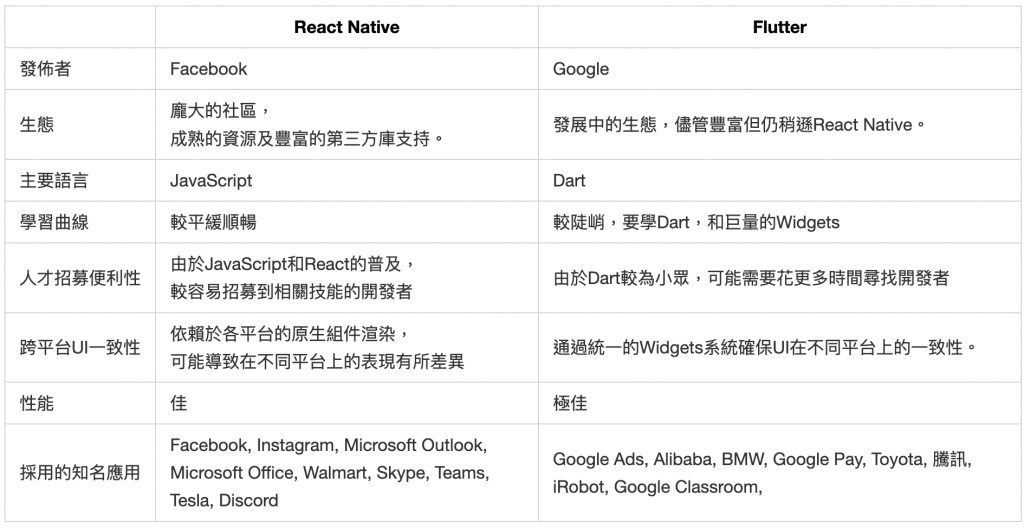 React Native
Flutter
發佈者
Facebook
Google
生態
龐大的社區，
成熟的資源及豐富的第三方庫支持。
發展中的生態，儘管豐富但仍稍遜React Native。
主要語言
JavaScript
Dart
學習曲線
較平緩順暢
較陡峭，要學Dart，和巨量的Widgets
人才招募便利性
由於JavaScript和React的普及，
較容易招募到相關技能的開發者
由於Dart較為小眾，可能需要花更多時間尋找開發者
跨平台UI一致性
依賴於各平台的原生組件渲染，
可能導致在不同平台上的表現有所差異
通過統一的Widgets系統確保UI在不同平台上的一致性。
性能
佳
極佳
採用的知名應用
Facebook, Instagram, Microsoft Outlook,
Microsoft Office, Walmart, Skype, Teams,
Tesla, Discord
Google Ads, Alibaba, BMW, Google Pay, Toyota, 騰訊,
iRobot, Google Classroom,